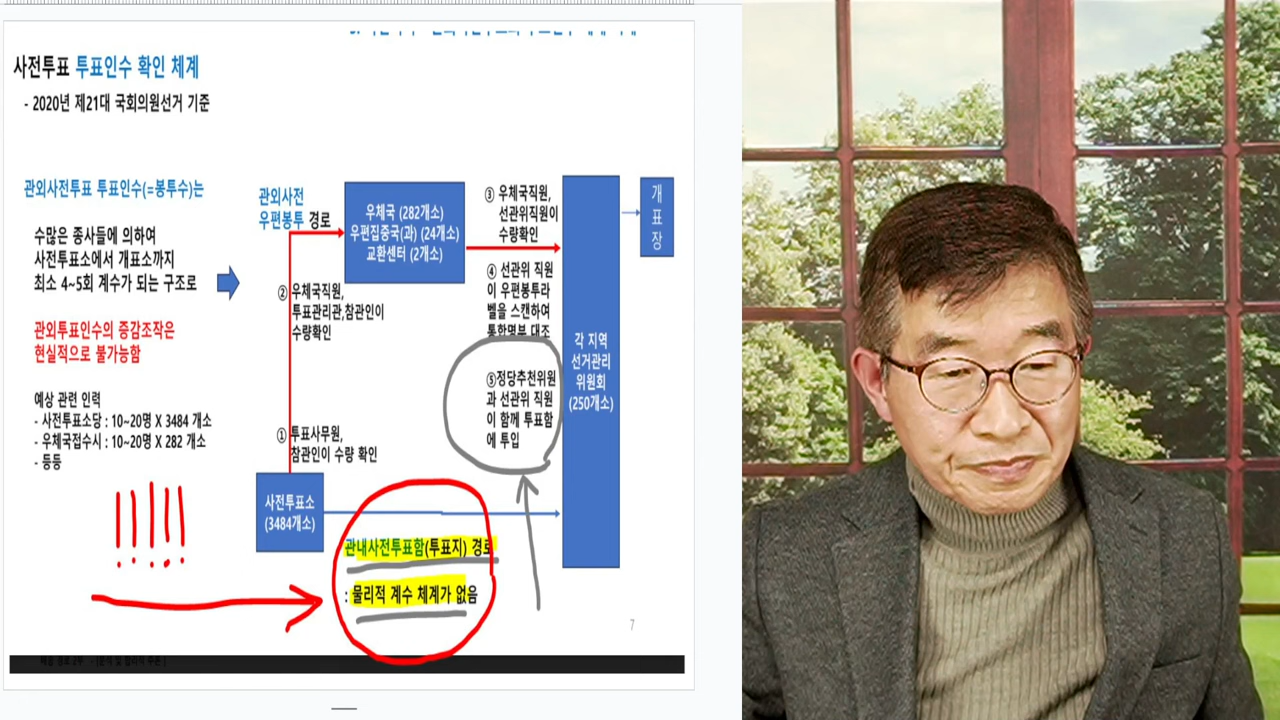 사전투표 투표인수 확인 체계
- 2020년 제21대 국회의원선거 기준
관외사전투표 투표인수(=봉투수)는
수많은 종사들에 의하여
사전투표소에서 개표소까지
최소 4~5회 계수가 되는 구조로
관외투표인수의 증감조작은
현실적으로 불가능함
예상 관련 인력
- 사전투표소당 : 10~20명 X 3484 개소
- 우체국접수시 : 10~20명 X 282 개소
- 등등
관외사전
우편봉투 경로
우체국 (282개소)
우편집중국(과) (24개소)
교환센터 (2개소)
② 우체국직원,
투표관리관,참관인이
수량확인
① 투표사무원,
참관인이 수량 확인
사전투표소
(3484개소)
③ 우체국직원,
선관위직원이
수량확인
④ 선관위 직원
이 우편봉투라
벨을 스캔하여
통합명부 대조
⑤정당추천위원
과 선관위 직원
이 함께 투표함
에 투입
각 지역
선거관리
위원회
(250개소)
개
표
장
관내사전투표함(투표지) 경로
: 물리적 계수 체계가 없음
7